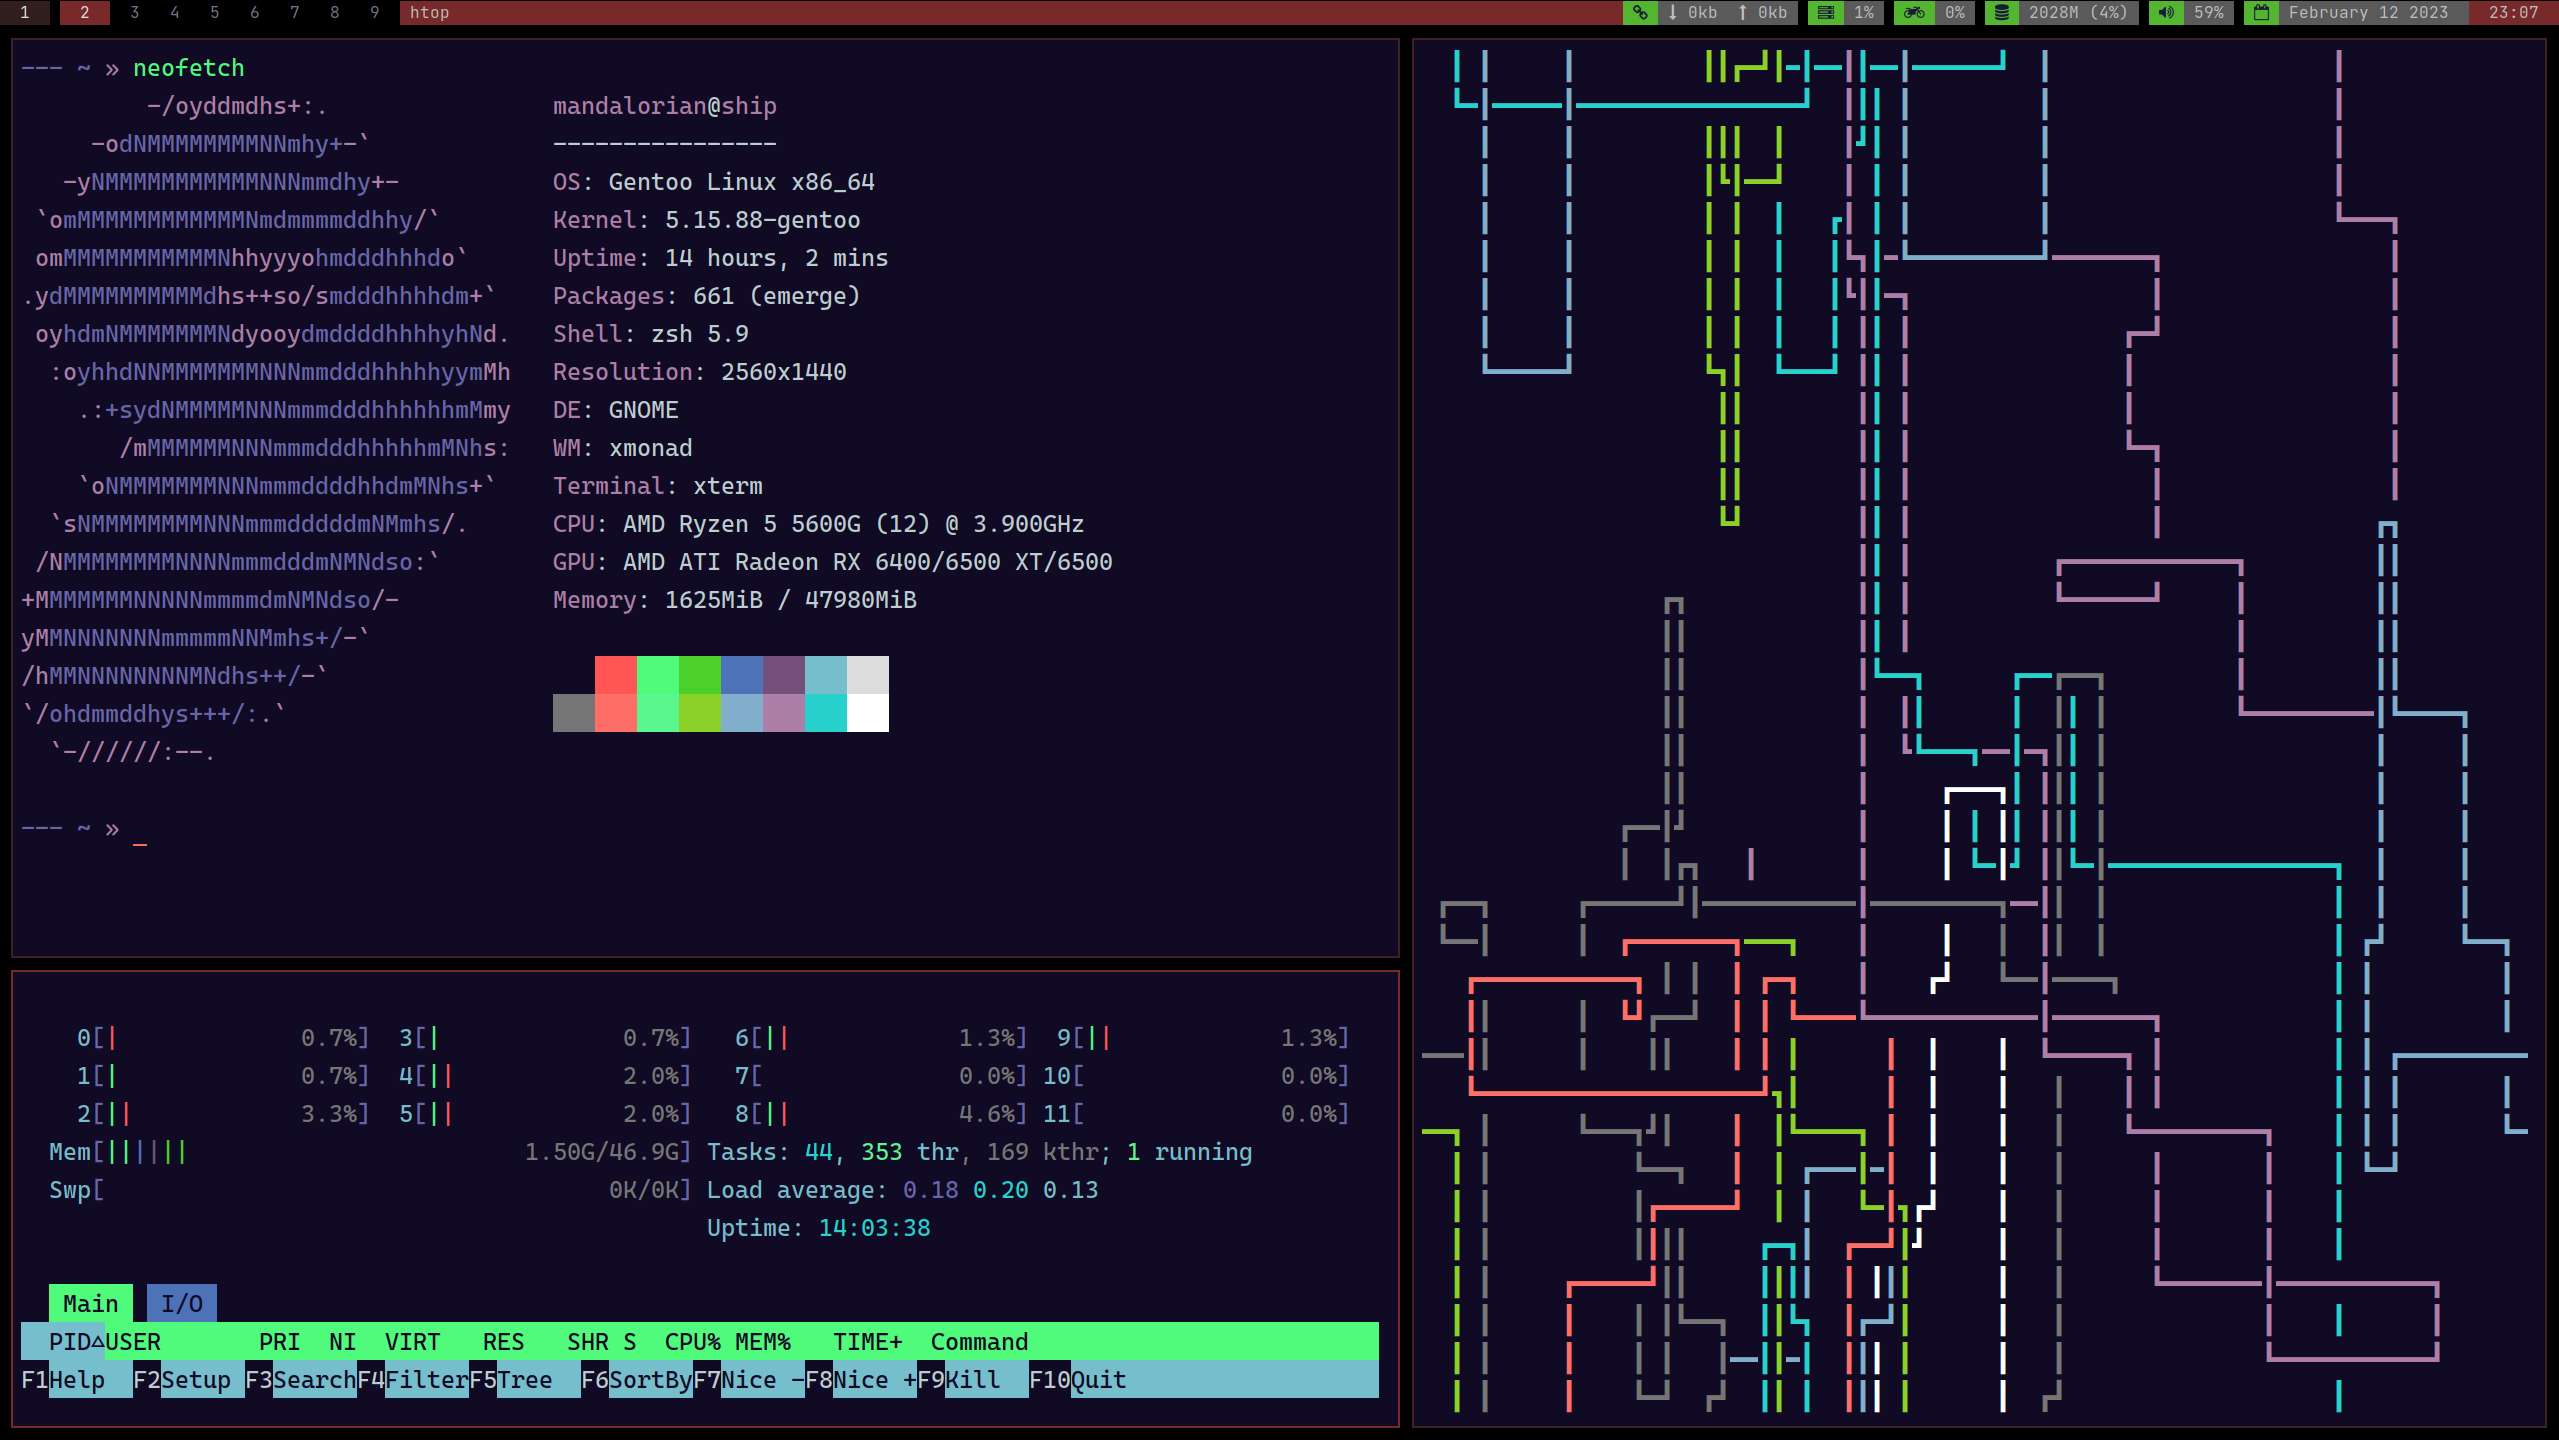 1 2 3 4 5 6 7 8 9 htop 0kb 0kb 1% 0% 2028M (4%) 59% February 12 2023 23:07
--- ~ » neofetch
-/oyddmdhs+:. mandalorian@ship
-odNMMMMMMMMNNmhy+-` ----------------
-yNMMMMMMMMMMMNNNmmdhy+- OS: Gentoo Linux x86_64
`omMMMMMMMMMMMMNmdmmmmddhhy/` Kernel: 5.15.88-gentoo
omMMMMMMMMMMMNhhyyyohmdddhhhdo` Uptime: 14 hours, 2 mins
.ydMMMMMMMMMMdhs++so/smdddhhhhdm+` Packages: 661 (emerge)
oyhdmNMMMMMMMNdyooydmddddhhhhyhNd. Shell: zsh 5.9
:oyhhdNNMMMMMMMNNNmmdddhhhhhyymMh Resolution: 2560x1440
.:+sydNMMMMMNNNmmmdddhhhhhhmMmy DE: GNOME
/mMMMMMMNNNmmmdddhhhhhmMNhs: WM: xmonad
`oNMMMMMMMNNNmmmddddhhdmMNhs+` Terminal: xterm
`sNMMMMMMMMNNNmmmdddddmNMmhs/. CPU: AMD Ryzen 5 5600G (12) @ 3.900GHz
/NMMMMMMMMNNNNmmmdddmNMNdso:` GPU: AMD ATI Radeon RX 6400/6500 XT/6500
+MMMMMMMNNNNNmmmmdmNMNdso/- Memory: 1625MiB / 47980MiB
yMMNNNNNNNmmmmmNNMmhs+/-`
/hMMNNNNNNNNMNdhs++/-`
`/ohdmmddhys+++/:.`
`-//////:--.
--- ~ » _
0[| 0.7%] 3[| 0.7%] 6[|| 1.3%] 9[|| 1.3%]
1[| 0.7%] 4[|| 2.0%] 7[ 0.0%] 10[ 0.0%]
2[|| 3.3%] 5[|| 2.0%] 8[|| 4.6%] 11[ 0.0%]
Mem[|||||| 1.50G/46.9G] Tasks: 44, 353 thr, 169 kthr; 1 running
Swp[ 0K/0K] Load average: 0.18 0.20 0.13
Uptime: 14:03:38
Main I/O
PID△USER PRI NI VIRT RES SHR S CPU% MEM% TIME+ Command
F1Help F2Setup F3SearchF4FilterF5Tree F6SortByF7Nice -F8Nice +F9Kill F10Quit